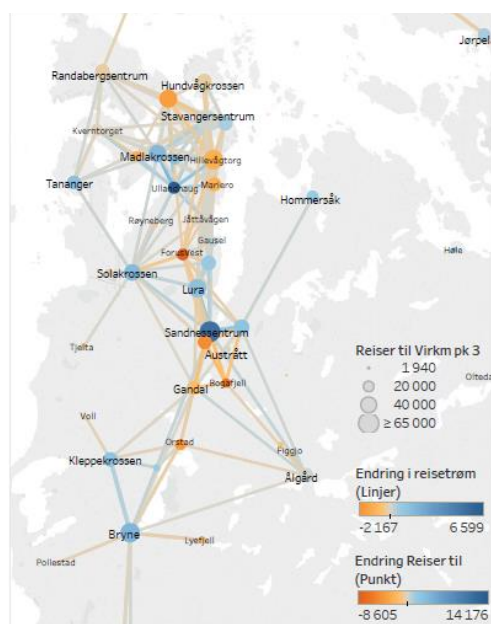 Jørpel
Randabergsentrum
Hundvågkrossen
Stavangersentrum
Kverntorget
Madlakrossen
Hillevågtorg
Tananger
Ullandhaug
Mariero
Hommersåk
Røyneberg
Jåttåvågen
Gausel
Forus Vest
Høle
Solakrossen
Lura
Sandnessentrum
Tjelta
Austrått
Gandal
Bogafjell
Olteda
Voll
Orstad
Figgjo
Kleppekrossen
Ålgård
Bryne
Lyefjell
Pollestad
Reiser til Virkm pk 3
1 940
20 000
40 000
≥ 65 000
Endring i reisetrøm
(Linjer)
-2 167 6 599
Endring Reiser til
(Punkt)
-8 605 14 176